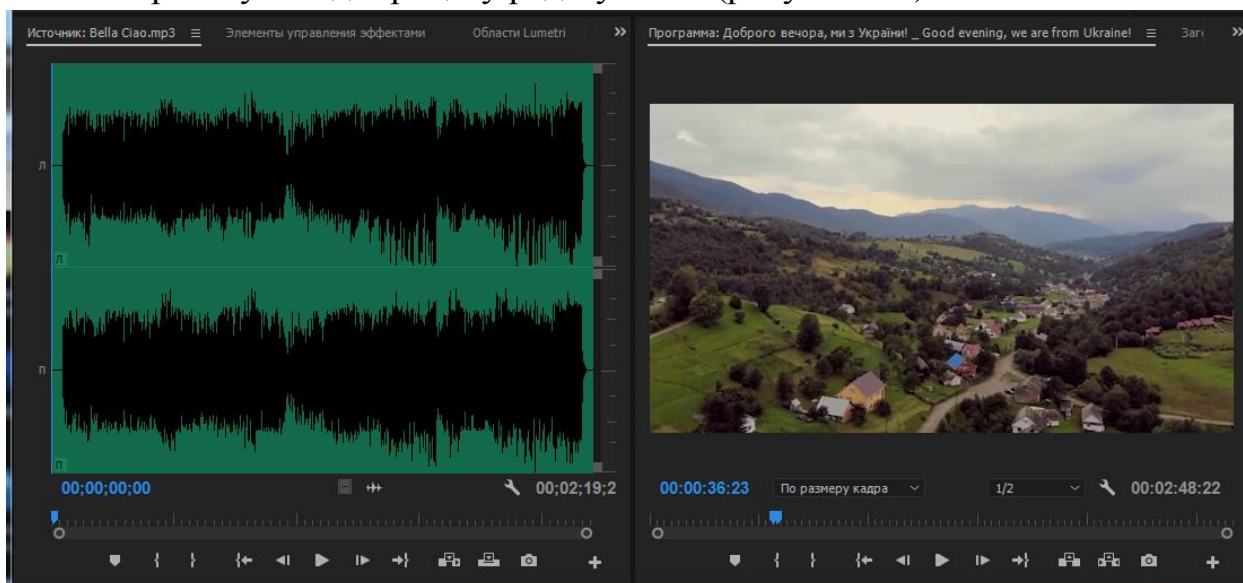 Источник: Bella Ciao.mp3
Элементы управления эффектами
Области Lumetri
Программа: Доброго вечора, ми з України! _ Good evening, we are from Ukraine!
Л
Л
П
П
00;00;00;00
00;02;19;2
00:00:36:23
По размеру кадра
1/2
00:02:48:22